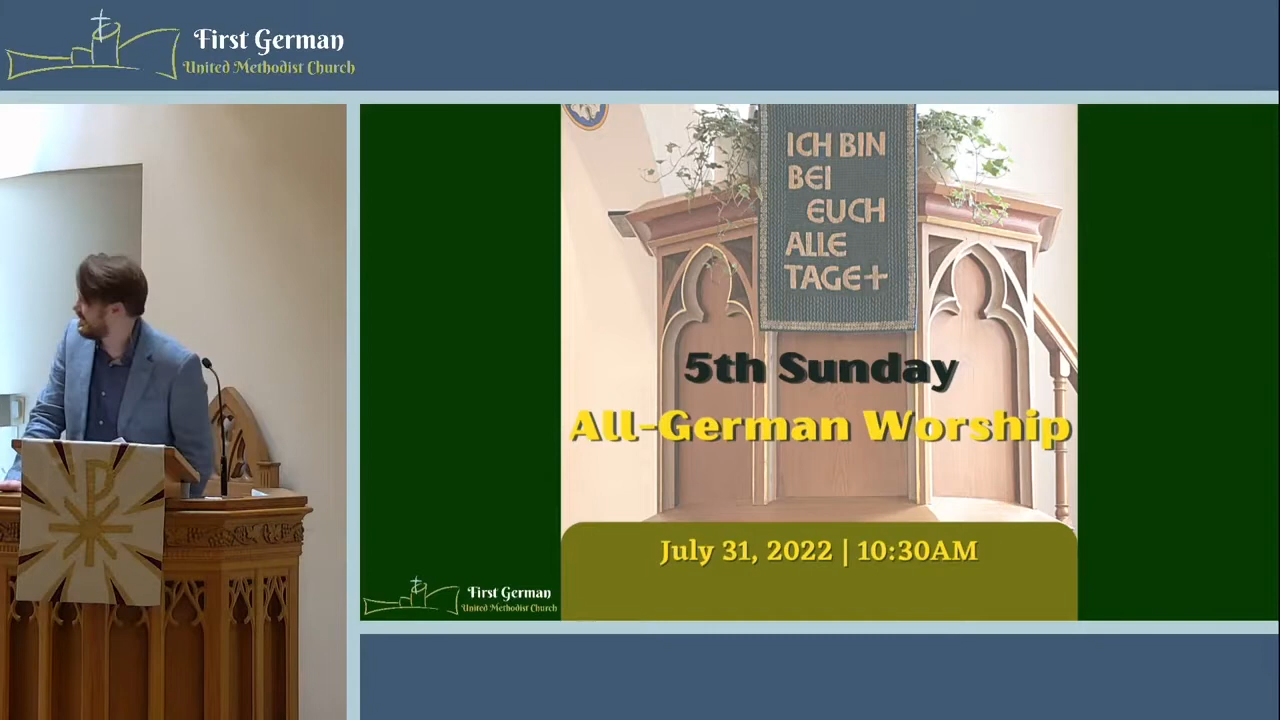 First German
United Methodist Church
ICH BIN
BEI
EUCH
ALLE
TAGE+
5th Sunday
All-German Worship
July 31, 2022 | 10:30AM
First German
United Methodist Church